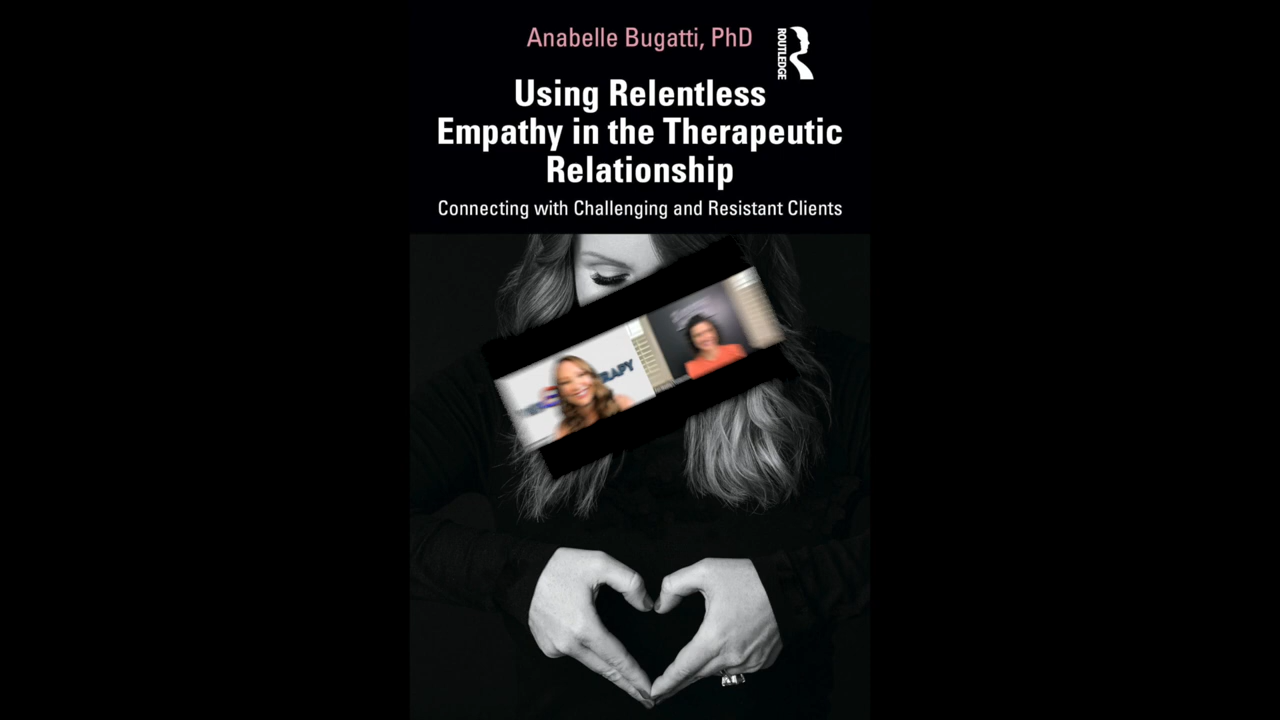 Anabelle Bugatti, PhD
ROUTLEDGE
Using Relentless
Empathy in the Therapeutic
Relationship
Connecting with Challenging and Resistant Clients